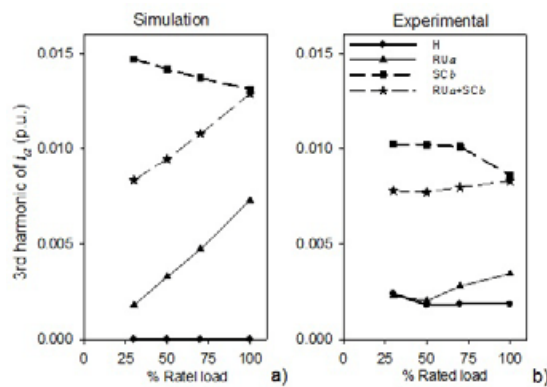 Simulation
Experimental
H
RUa
SCb
RUa+SCb
3rd harmonic of
(p.u.)
0.015
0.010
0.005
0.000
0 25 50 75 100
% Ratel load
a)
0.015
0.010
0.005
0.000
0 25 50 75 100
% Rated load
b)